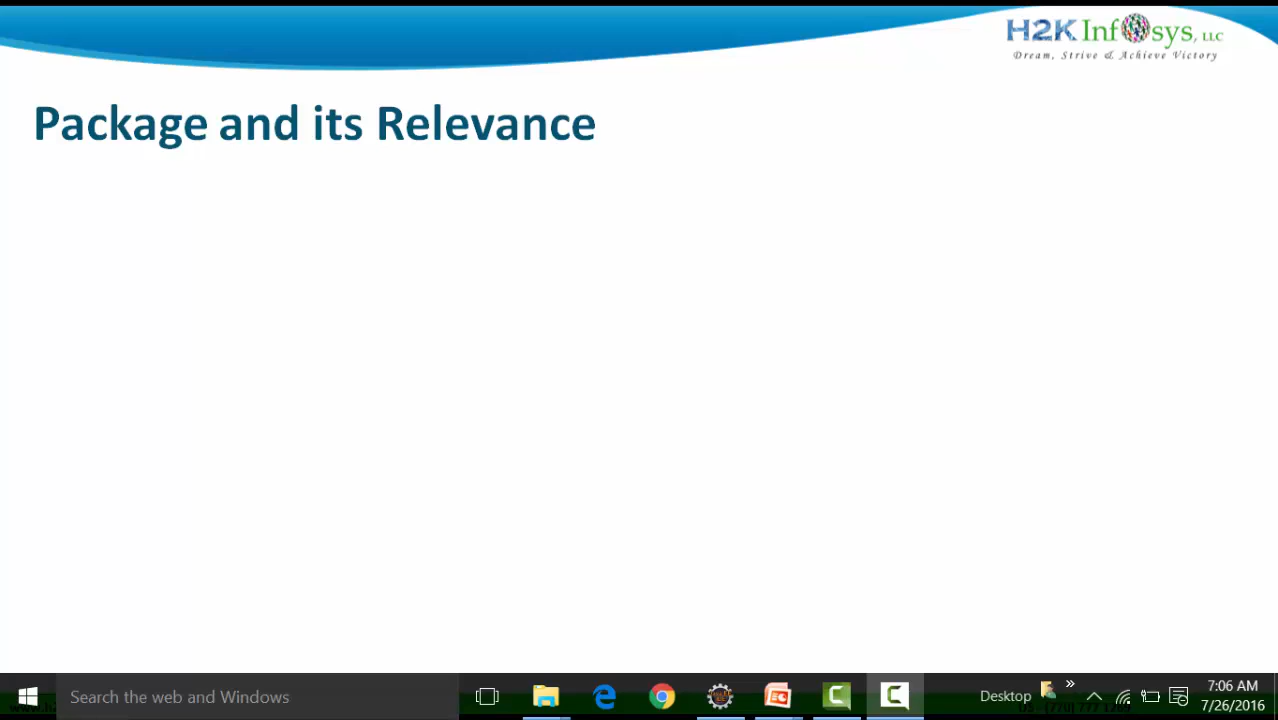 H2K Infosys, LLC
Dream, Strive & Achieve Victory
Package and its Relevance
Search the web and Windows
Desktop
»
7:06 AM
7/26/2016